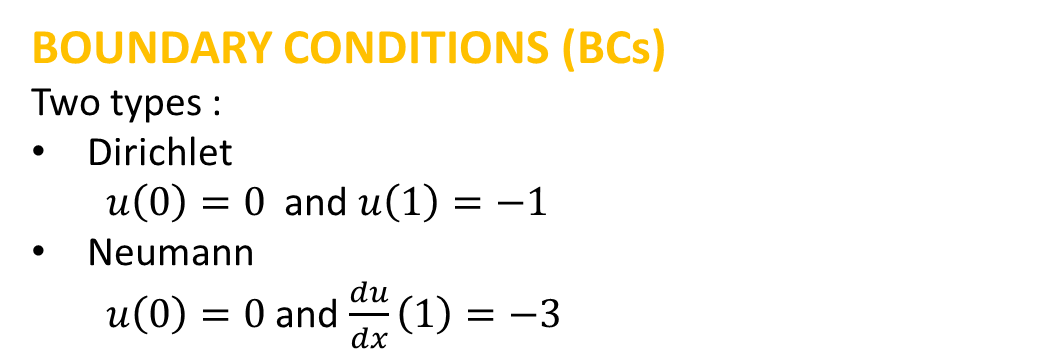 BOUNDARY CONDITIONS (BCs)
Two types :
• Dirichlet
u(0) = 0 and u(1) = −1
• Neumann
u(0) = 0 and du/dx (1) = −3